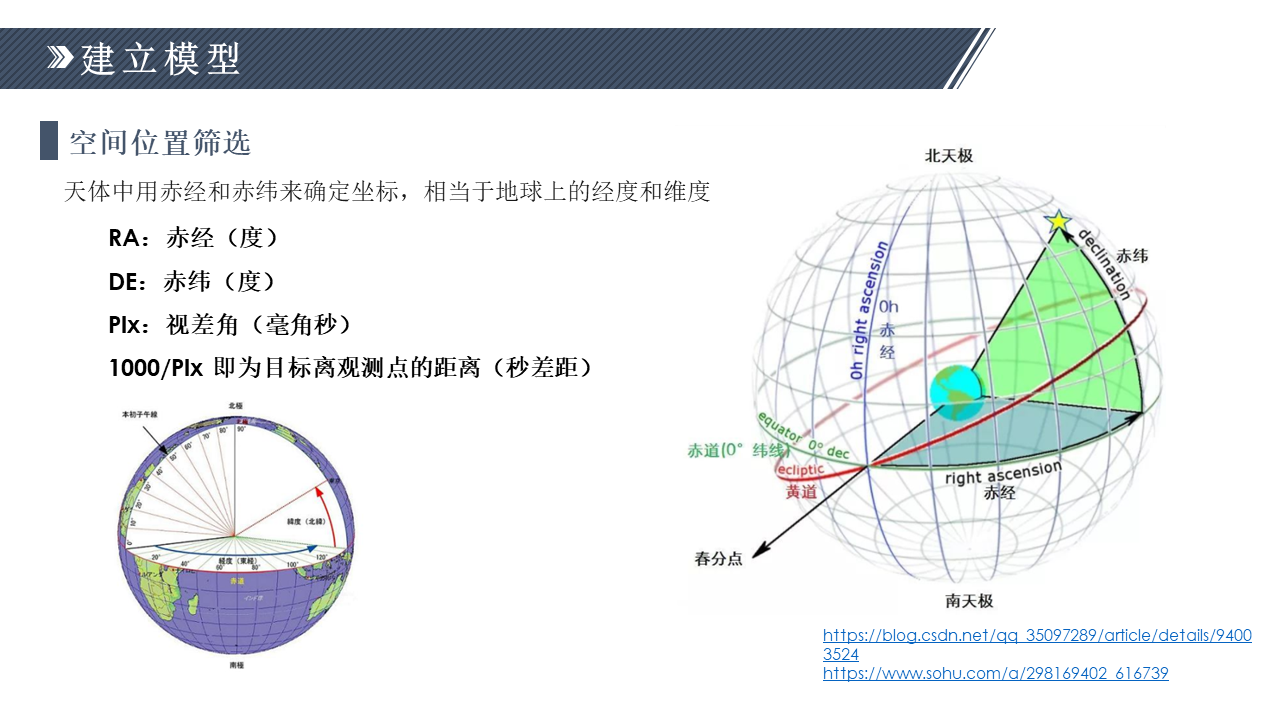 建立模型
空间位置筛选
天体中用赤经和赤纬来确定坐标，相当于地球上的经度和维度
RA：赤经（度）
DE：赤纬（度）
Plx：视差角（毫角秒）
1000/Plx 即为目标离观测点的距离（秒差距）
北極
本初子午線
90°
80°
70°
60°
50°
40°
30°
20°
10°
0°
緯度（北緯）
経度（東経）
20°
40°
60°
80°
100°
120°
赤道
インド洋
南極
北天极
declination
赤纬
0h right ascension
0h
赤
经
equator 0° dec
赤道(0° 纬线)
ecliptic
黄道
right ascension
赤经
春分点
南天极
https://blog.csdn.net/qq_35097289/article/details/9400
3524
https://www.sohu.com/a/298169402_616739